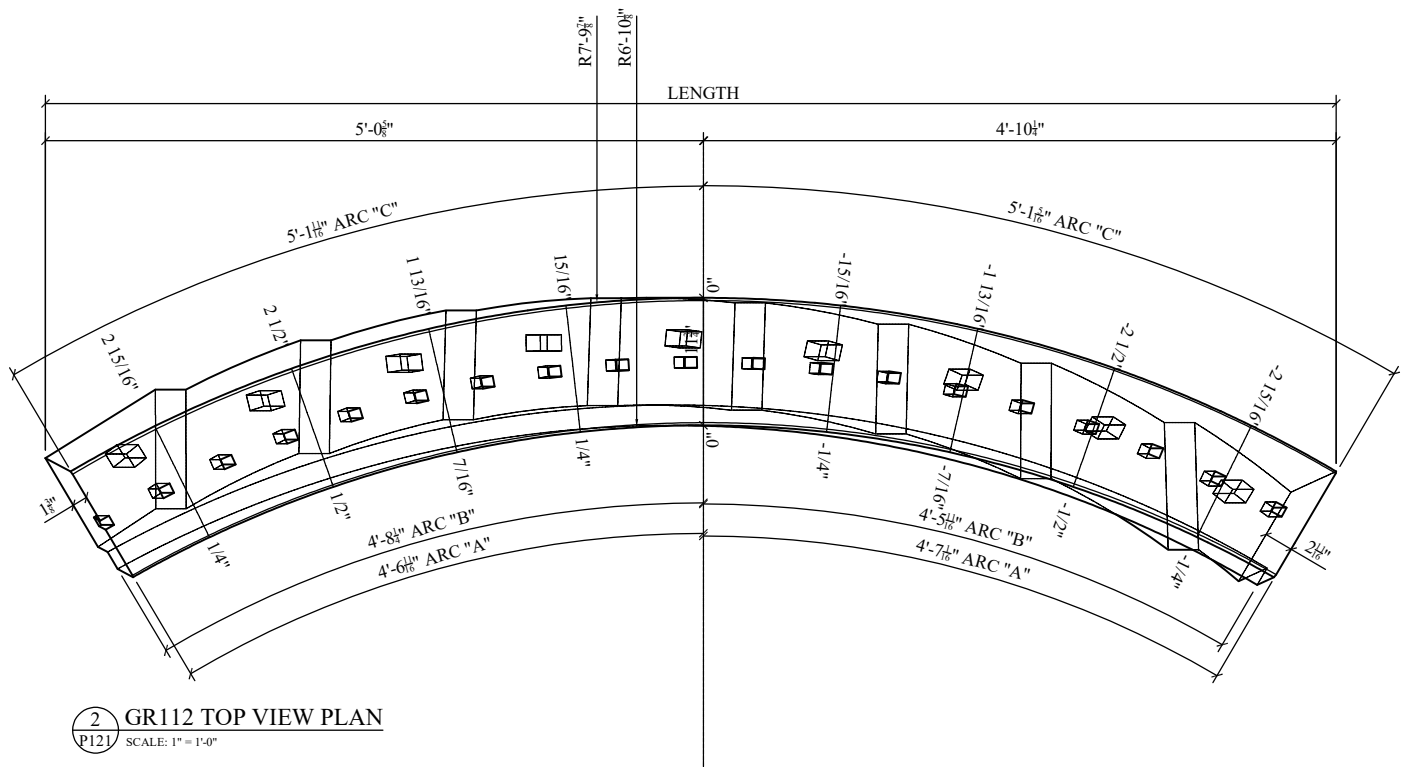 R7'-9⅞"
R6'-10⅛"
LENGTH
5'-0⅝"
4'-10¼"
5'-1 11/16" ARC "C"
5'-1 5/16" ARC "C"
2 15/16"
2 1/2"
1 13/16"
15/16"
0"
-15/16"
-1 13/16"
-2 1/2"
-2 15/16"
1/4"
1/2"
7/16"
1/4"
0"
-1/4"
-7/16"
-1/2"
-1/4"
2 11/16"
4'-8¼" ARC "B"
4'-5 11/16" ARC "B"
4'-6 11/16" ARC "A"
4'-7 1/16" ARC "A"
2
P121
GR112 TOP VIEW PLAN
SCALE: 1" = 1'-0"